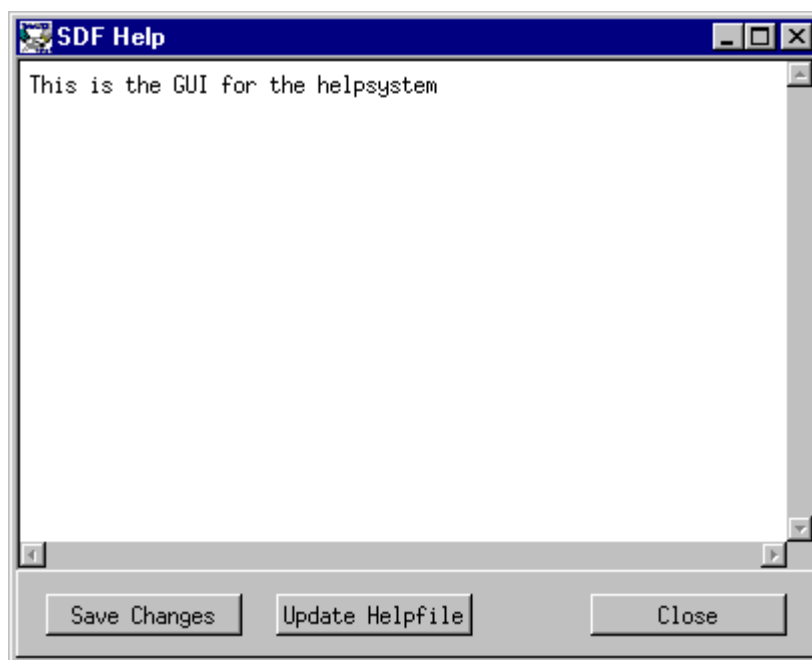 SDF Help
This is the GUI for the helpsystem
Save Changes
Update Helpfile
Close